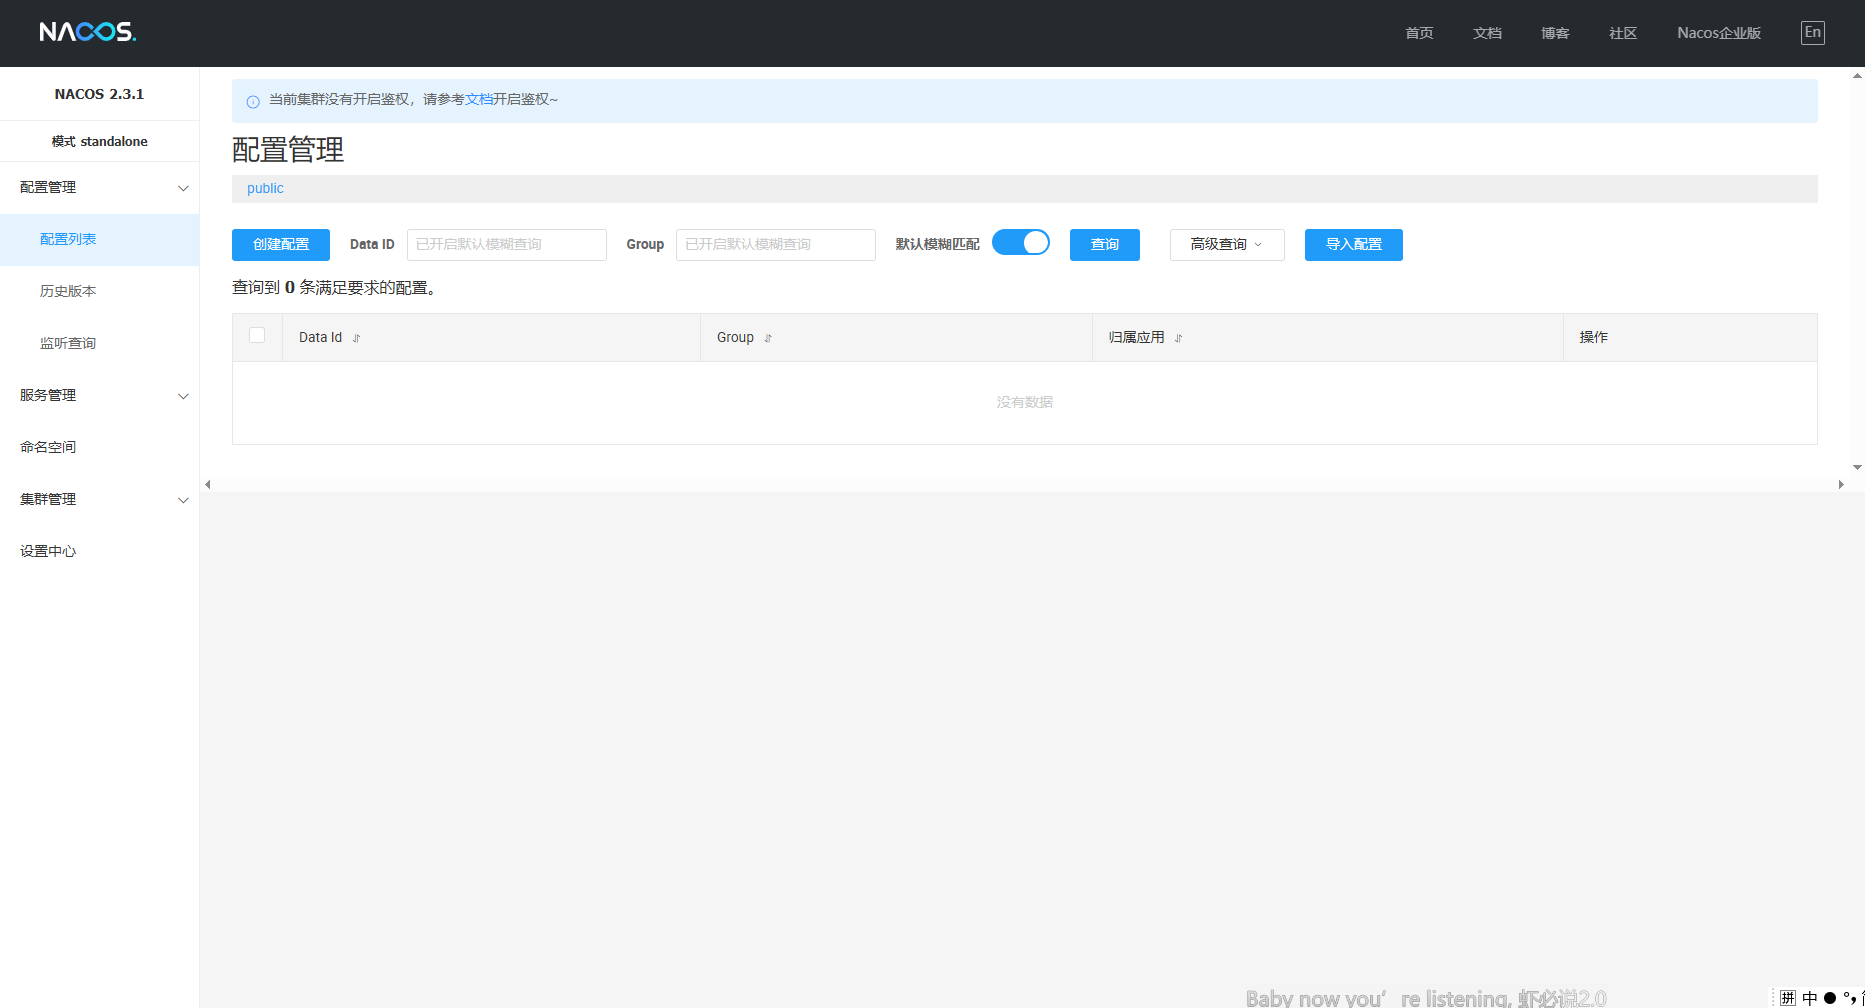 NACOS.
首页 文档 博客 社区 Nacos企业版 En
NACOS 2.3.1
模式 standalone
配置管理
配置列表
历史版本
监听查询
服务管理
命名空间
集群管理
设置中心
当前集群没有开启鉴权，请参考文档开启鉴权~
配置管理
public
创建配置 Data ID 已开启默认模糊查询 Group 已开启默认模糊查询 默认模糊匹配 查询 高级查询 导入配置
查询到 0 条满足要求的配置。
Data Id Group 归属应用 操作
没有数据
Baby now you’re listening, 虾必说2.0
拼 中